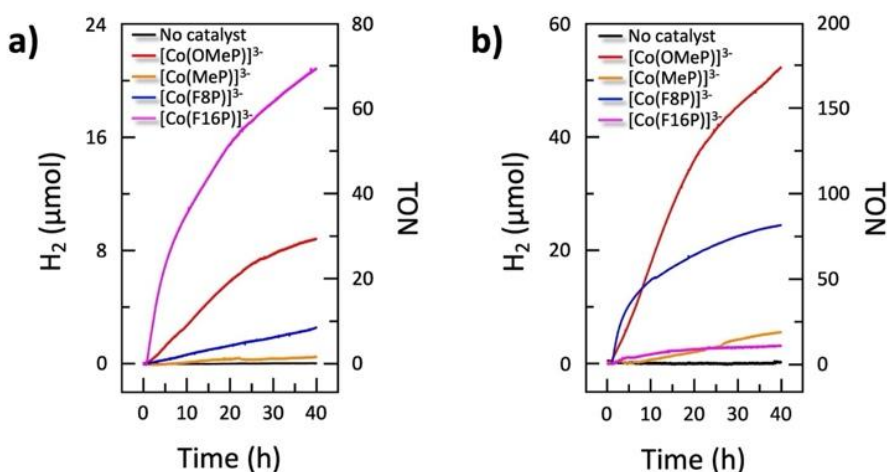 a)
24
16
8
0
H₂ (μmol)
No catalyst
[Co(OMeP)]³⁻
[Co(MeP)]³⁻
[Co(F8P)]³⁻
[Co(F16P)]³⁻
80
60
40
20
0
TON
0 10 20 30 40
Time (h)
b)
60
40
20
0
H₂ (μmol)
No catalyst
[Co(OMeP)]³⁻
[Co(MeP)]³⁻
[Co(F8P)]³⁻
[Co(F16P)]³⁻
200
150
100
50
0
TON
0 10 20 30 40
Time (h)